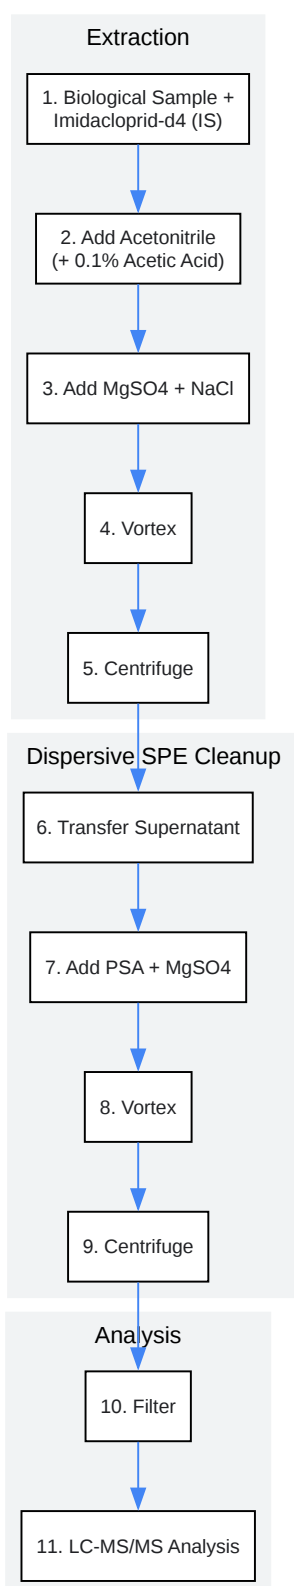 Extraction
1. Biological Sample +
Imidacloprid-d4 (IS)
2. Add Acetonitrile
(+ 0.1% Acetic Acid)
3. Add MgSO4 + NaCl
4. Vortex
5. Centrifuge
Dispersive SPE Cleanup
6. Transfer Supernatant
7. Add PSA + MgSO4
8. Vortex
9. Centrifuge
Analysis
10. Filter
11. LC-MS/MS Analysis